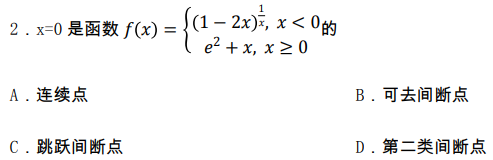 2．x=0 是函数 f(x) = { (1 − 2x)^{1/x}, x < 0
e² + x, x ≥ 0 的
A．连续点 B．可去间断点
C．跳跃间断点 D．第二类间断点